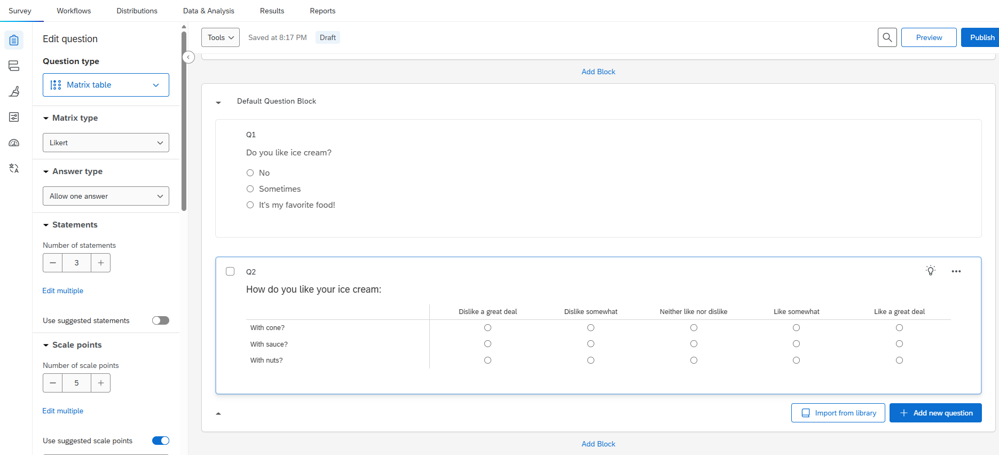 Survey Workflows Distributions Data & Analysis Results Reports
Edit question
Question type
Matrix table
Matrix type
Likert
Answer type
Allow one answer
Statements
Number of statements
3
Edit multiple
Use suggested statements
Scale points
Number of scale points
5
Edit multiple
Use suggested scale points
Tools Saved at 8:17 PM Draft Preview Publish
Add Block
Default Question Block
Q1
Do you like ice cream?
No
Sometimes
It's my favorite food!
Q2
How do you like your ice cream:
Dislike a great deal Dislike somewhat Neither like nor dislike Like somewhat Like a great deal
With cone?
With sauce?
With nuts?
Import from library Add new question
Add Block